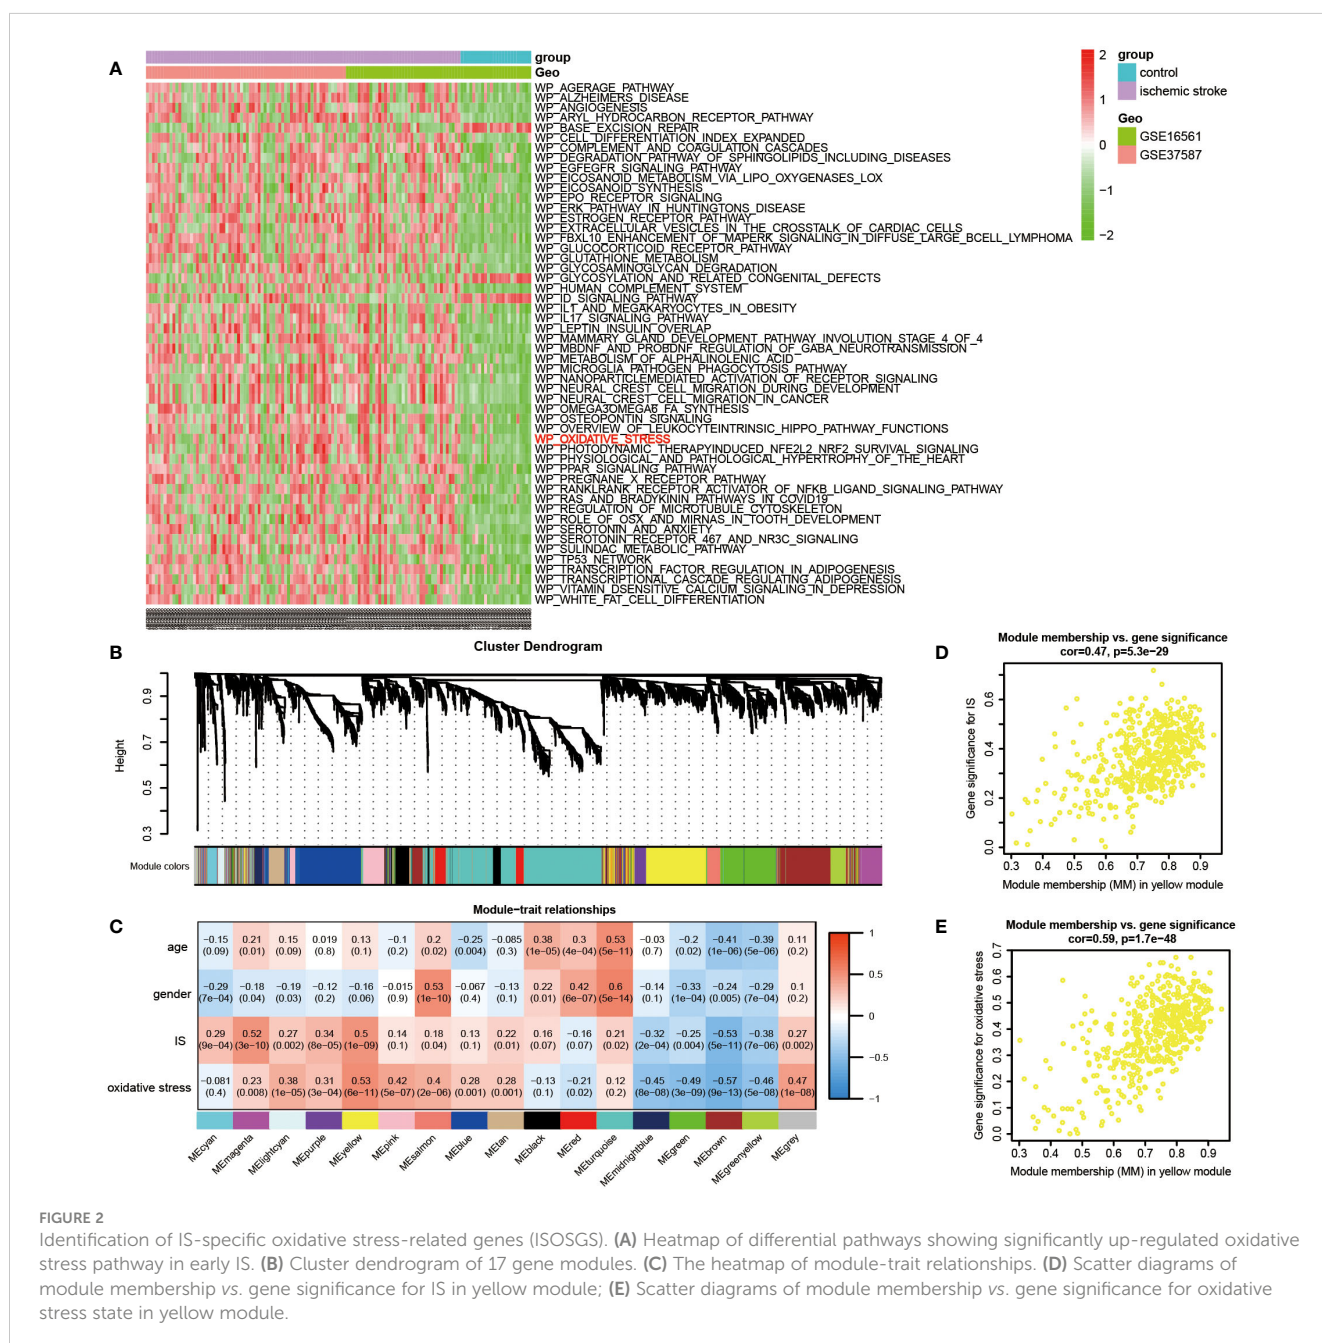 A
group
Geo
WP_AGERAGE_PATHWAY
WP_ALZHEIMERS_DISEASE
WP_ANGIOGENESIS
WP_ARYL_HYDROCARBON_RECEPTOR_PATHWAY
WP_BASE_EXCISION_REPAIR
WP_CELL_DIFFERENTIATION_INDEX_EXPANDED
WP_COMPLEMENT_AND_COAGULATION_CASCADES
WP_DEGRADATION_PATHWAY_OF_SPHINGOLIPIDS_INCLUDING_DISEASES
WP_EGFEGFR_SIGNALING_PATHWAY
WP_EICOSANOID_METABOLISM_VIA_LIPO_OXYGENASES_LOX
WP_EICOSANOID_SYNTHESIS
WP_EPO_RECEPTOR_SIGNALING
WP_ERK_PATHWAY_IN_HUNTINGTONS_DISEASE
WP_ESTROGEN_RECEPTOR_PATHWAY
WP_EXTRACELLULAR_VESICLES_IN_THE_CROSSTALK_OF_CARDIAC_CELLS
WP_FBXL10_ENHANCEMENT_OF_MAPERK_SIGNALING_IN_DIFFUSE_LARGE_BCELL_LYMPHOMA
WP_GLUCOCORTICOID_RECEPTOR_PATHWAY
WP_GLUTATHIONE_METABOLISM
WP_GLYCOSAMINOGLYCAN_DEGRADATION
WP_GLYCOSYLATION_AND_RELATED_CONGENITAL_DEFECTS
WP_HUMAN_COMPLEMENT_SYSTEM
WP_ID_SIGNALING_PATHWAY
WP_IL1_AND_MEGAKARYOCYTES_IN_OBESITY
WP_IL17_SIGNALING_PATHWAY
WP_LEPTIN_INSULIN_OVERLAP
WP_MAMMARY_GLAND_DEVELOPMENT_PATHWAY_INVOLUTION_STAGE_4_OF_4
WP_MBDNF_AND_PROBDNF_REGULATION_OF_GABA_NEUROTRANSMISSION
WP_METABOLISM_OF_ALPHALINOLENIC_ACID
WP_MICROGLIA_PATHOGEN_PHAGOCYTOSIS_PATHWAY
WP_NANOPARTICLEMEDIATED_ACTIVATION_OF_RECEPTOR_SIGNALING
WP_NEURAL_CREST_CELL_MIGRATION_DURING_DEVELOPMENT
WP_NEURAL_CREST_CELL_MIGRATION_IN_CANCER
WP_OMEGA3OMEGA6_FA_SYNTHESIS
WP_OSTEOPONTIN_SIGNALING
WP_OVERVIEW_OF_LEUKOCYTEINTRINSIC_HIPPO_PATHWAY_FUNCTIONS
WP_OXIDATIVE_STRESS
WP_PHOTODYNAMIC_THERAPYINDUCED_NFE2L2_NRF2_SURVIVAL_SIGNALING
WP_PHYSIOLOGICAL_AND_PATHOLOGICAL_HYPERTROPHY_OF_THE_HEART
WP_PPAR_SIGNALING_PATHWAY
WP_PREGNANE_X_RECEPTOR_PATHWAY
WP_RANKLRANK_RECEPTOR_ACTIVATOR_OF_NFKB_LIGAND_SIGNALING_PATHWAY
WP_RAS_AND_BRADYKININ_PATHWAYS_IN_COVID19
WP_REGULATION_OF_MICROTUBULE_CYTOSKELETON
WP_ROLE_OF_OSX_AND_MIRNAS_IN_TOOTH_DEVELOPMENT
WP_SEROTONIN_AND_ANXIETY
WP_SEROTONIN_RECEPTOR_467_AND_NR3C_SIGNALING
WP_SULINDAC_METABOLIC_PATHWAY
WP_TP53_NETWORK
WP_TRANSCRIPTION_FACTOR_REGULATION_IN_ADIPOGENESIS
WP_TRANSCRIPTIONAL_CASCADE_REGULATING_ADIPOGENESIS
WP_VITAMIN_DSENSITIVE_CALCIUM_SIGNALING_IN_DEPRESSION
WP_WHITE_FAT_CELL_DIFFERENTIATION
2
1
0
−1
−2
group
control
ischemic stroke
Geo
GSE16561
GSE37587
B
Cluster Dendrogram
Height
0.9
0.7
0.5
0.3
Module colors
C
Module−trait relationships
age −0.15 0.21 0.15 0.019 0.13 −0.1 0.2 −0.25 −0.085 0.38 0.3 0.53 −0.03 −0.2 −0.41 −0.39 0.11
(0.09) (0.01) (0.09) (0.8) (0.1) (0.2) (0.02) (0.004) (0.3) (1e−05) (4e−04) (5e−11) (0.7) (0.02) (1e−06) (5e−06) (0.2)
gender −0.29 −0.18 −0.19 −0.12 −0.16 −0.015 0.53 −0.067 −0.13 0.22 0.42 0.6 −0.14 −0.33 −0.24 −0.29 0.1
(7e−04) (0.04) (0.03) (0.2) (0.06) (0.9) (1e−10) (0.4) (0.1) (0.01) (6e−07) (5e−14) (0.1) (1e−04) (0.005) (7e−04) (0.2)
IS 0.29 0.52 0.27 0.34 0.5 0.14 0.18 0.13 0.22 0.16 −0.16 0.21 −0.32 −0.25 −0.53 −0.38 0.27
(9e−04) (3e−10) (0.002) (8e−05) (1e−09) (0.1) (0.04) (0.1) (0.01) (0.07) (0.07) (0.02) (2e−04) (0.004) (5e−11) (7e−06) (0.002)
oxidative stress −0.081 0.23 0.38 0.31 0.53 0.42 0.4 0.28 0.28 −0.13 −0.21 0.12 −0.45 −0.49 −0.57 −0.46 0.47
(0.4) (0.008) (1e−05) (3e−04) (6e−11) (5e−07) (2e−06) (0.001) (0.001) (0.1) (0.02) (0.2) (8e−08) (3e−09) (9e−13) (5e−08) (1e−08)
MEcyan
MEmagenta
MElightcyan
MEpurple
MEyellow
MEpink
MEsalmon
MEblue
MEtan
MEblack
MEred
MEturquoise
MEmidnightblue
MEgreen
MEbrown
MEgreenyellow
MEgrey
1
0.5
0
−0.5
−1
D
Module membership vs. gene significance
cor=0.47, p=5.3e−29
Gene significance for IS
0.6
0.4
0.2
0.0
0.3 0.4 0.5 0.6 0.7 0.8 0.9
Module membership (MM) in yellow module
E
Module membership vs. gene significance
cor=0.59, p=1.7e−48
Gene significance for oxidative stress
0.7
0.6
0.5
0.4
0.3
0.2
0.1
0.0
0.3 0.4 0.5 0.6 0.7 0.8 0.9
Module membership (MM) in yellow module
FIGURE 2
Identification of IS-specific oxidative stress-related genes (ISOSGS). (A) Heatmap of differential pathways showing significantly up-regulated oxidative
stress pathway in early IS. (B) Cluster dendrogram of 17 gene modules. (C) The heatmap of module-trait relationships. (D) Scatter diagrams of
module membership vs. gene significance for IS in yellow module; (E) Scatter diagrams of module membership vs. gene significance for oxidative
stress state in yellow module.